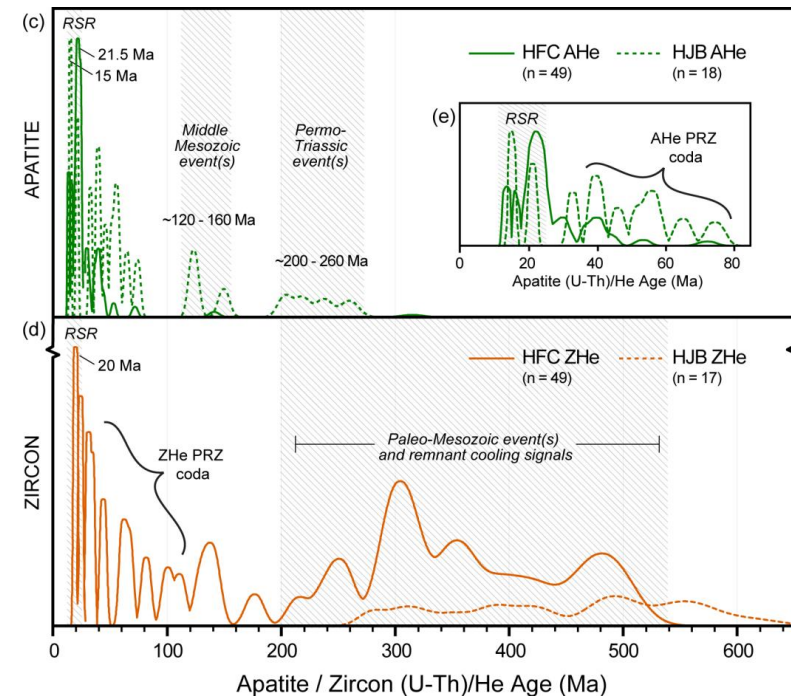 (c)
RSR
21.5 Ma
15 Ma
HFC AHe
(n = 49)
HJB AHe
(n = 18)
APATITE
Middle
Mesozoic
event(s)
Permo-
Triassic
event(s)
~120 - 160 Ma
~200 - 260 Ma
(e)
RSR
AHe PRZ
coda
0 20 40 60 80
Apatite (U-Th)/He Age (Ma)
(d)
RSR
20 Ma
HFC ZHe
(n = 49)
HJB ZHe
(n = 17)
ZIRCON
ZHe PRZ
coda
Paleo-Mesozoic event(s)
and remnant cooling signals
0 100 200 300 400 500 600
Apatite / Zircon (U-Th)/He Age (Ma)